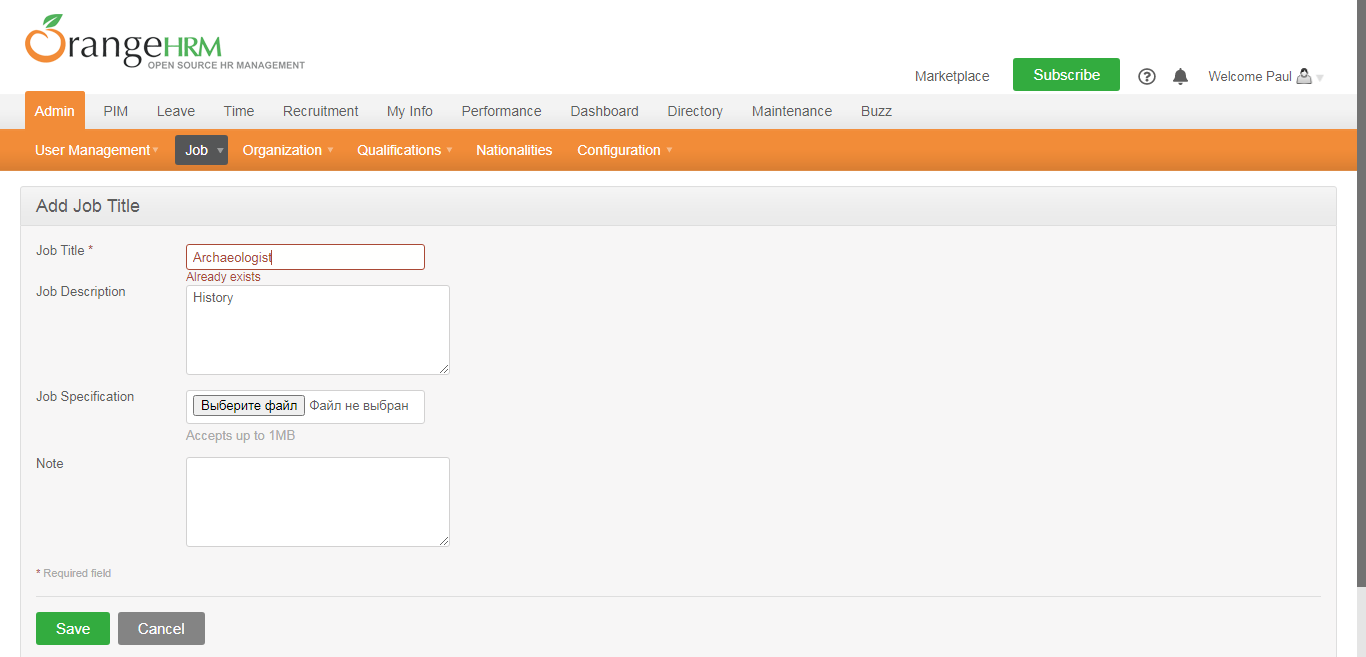 OrangeHRM
OPEN SOURCE HR MANAGEMENT
Marketplace Subscribe Welcome Paul
Admin PIM Leave Time Recruitment My Info Performance Dashboard Directory Maintenance Buzz
User Management Job Organization Qualifications Nationalities Configuration
Add Job Title
Job Title * Archaeologist
Already exists
Job Description History
Job Specification Выберите файл Файл не выбран
Accepts up to 1MB
Note
* Required field
Save Cancel